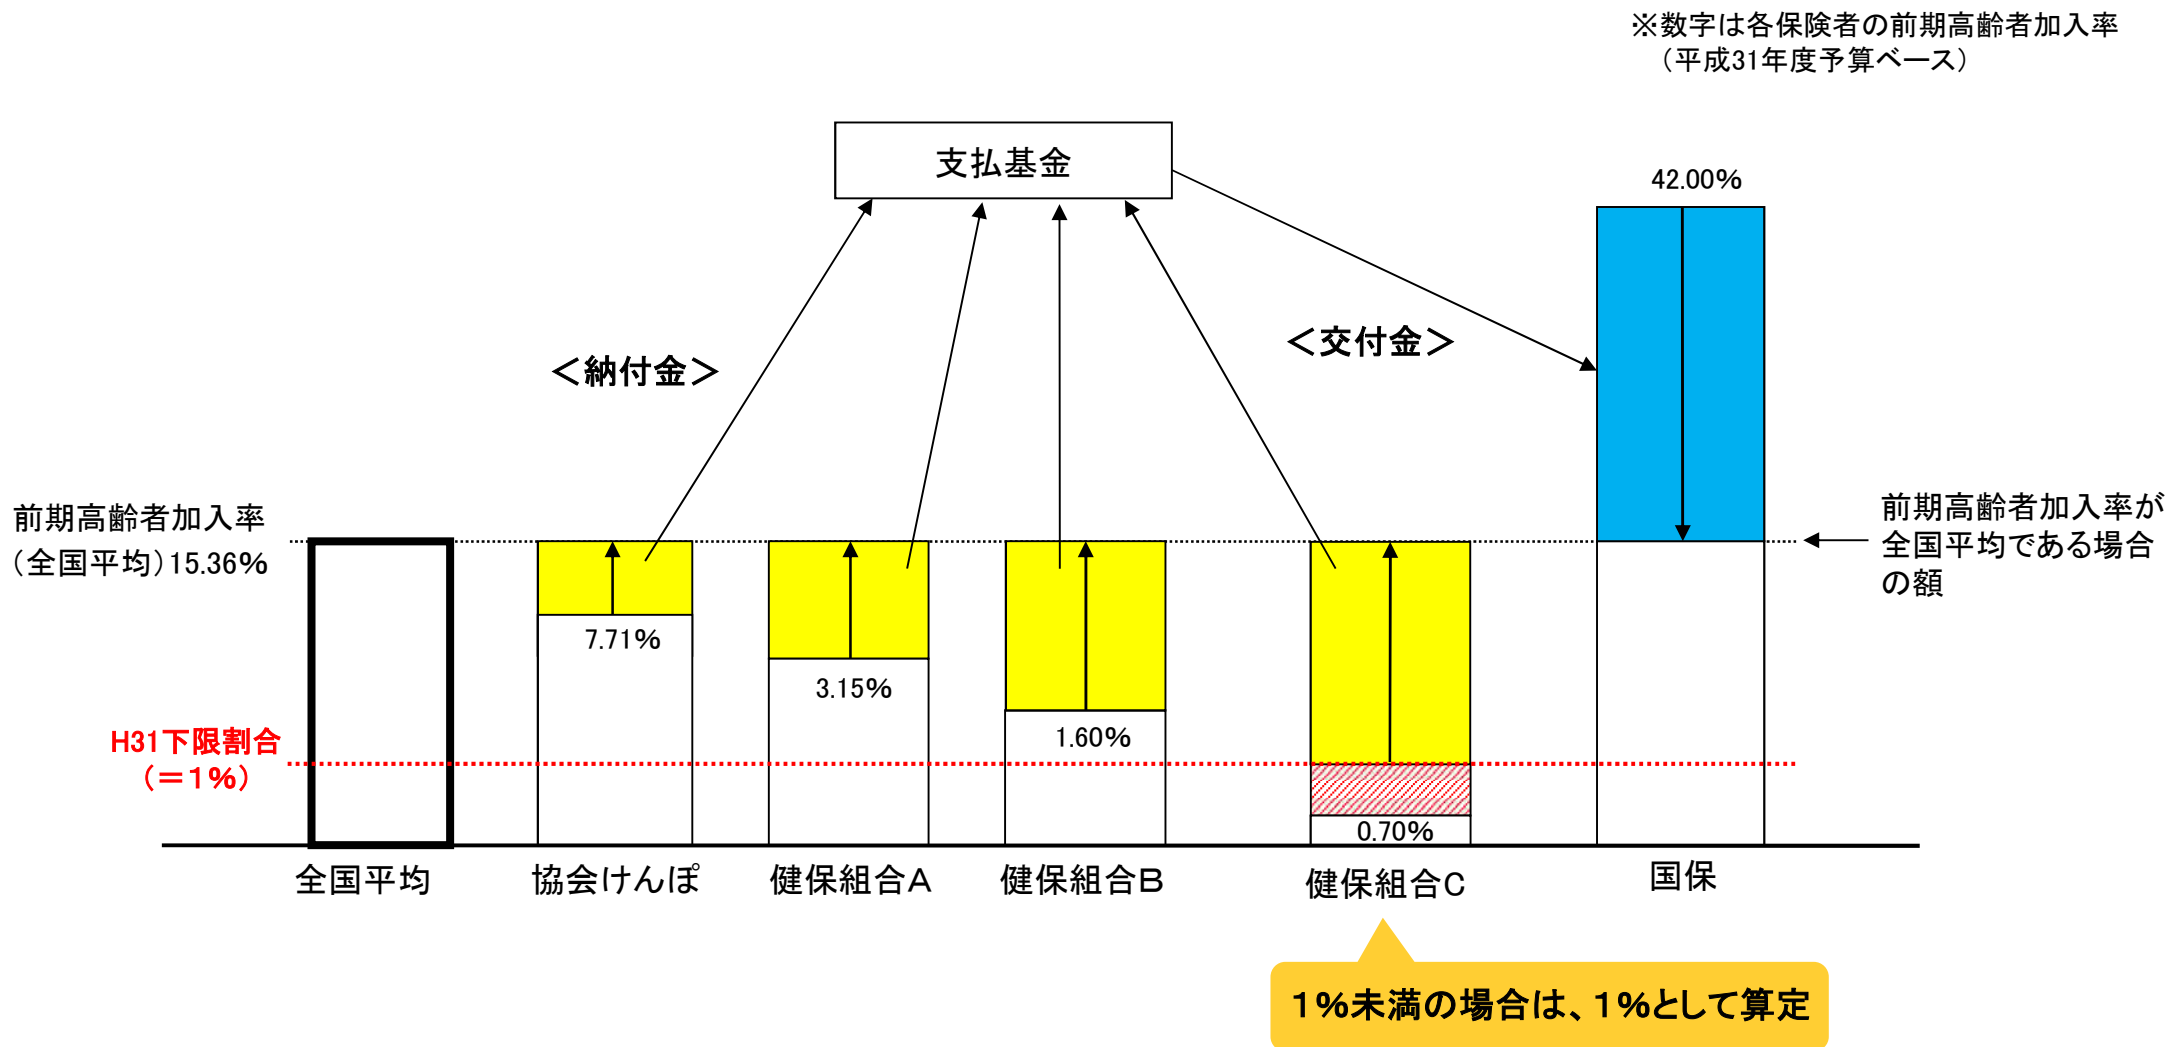 ※数字は各保険者の前期高齢者加入率
（平成31年度予算ベース）
支払基金
42.00%
＜納付金＞
＜交付金＞
前期高齢者加入率
（全国平均）15.36%
前期高齢者加入率が
全国平均である場合
の額
7.71%
3.15%
1.60%
H31下限割合
（＝1%）
0.70%
全国平均
協会けんぽ
健保組合A
健保組合B
健保組合C
国保
1%未満の場合は、1%として算定